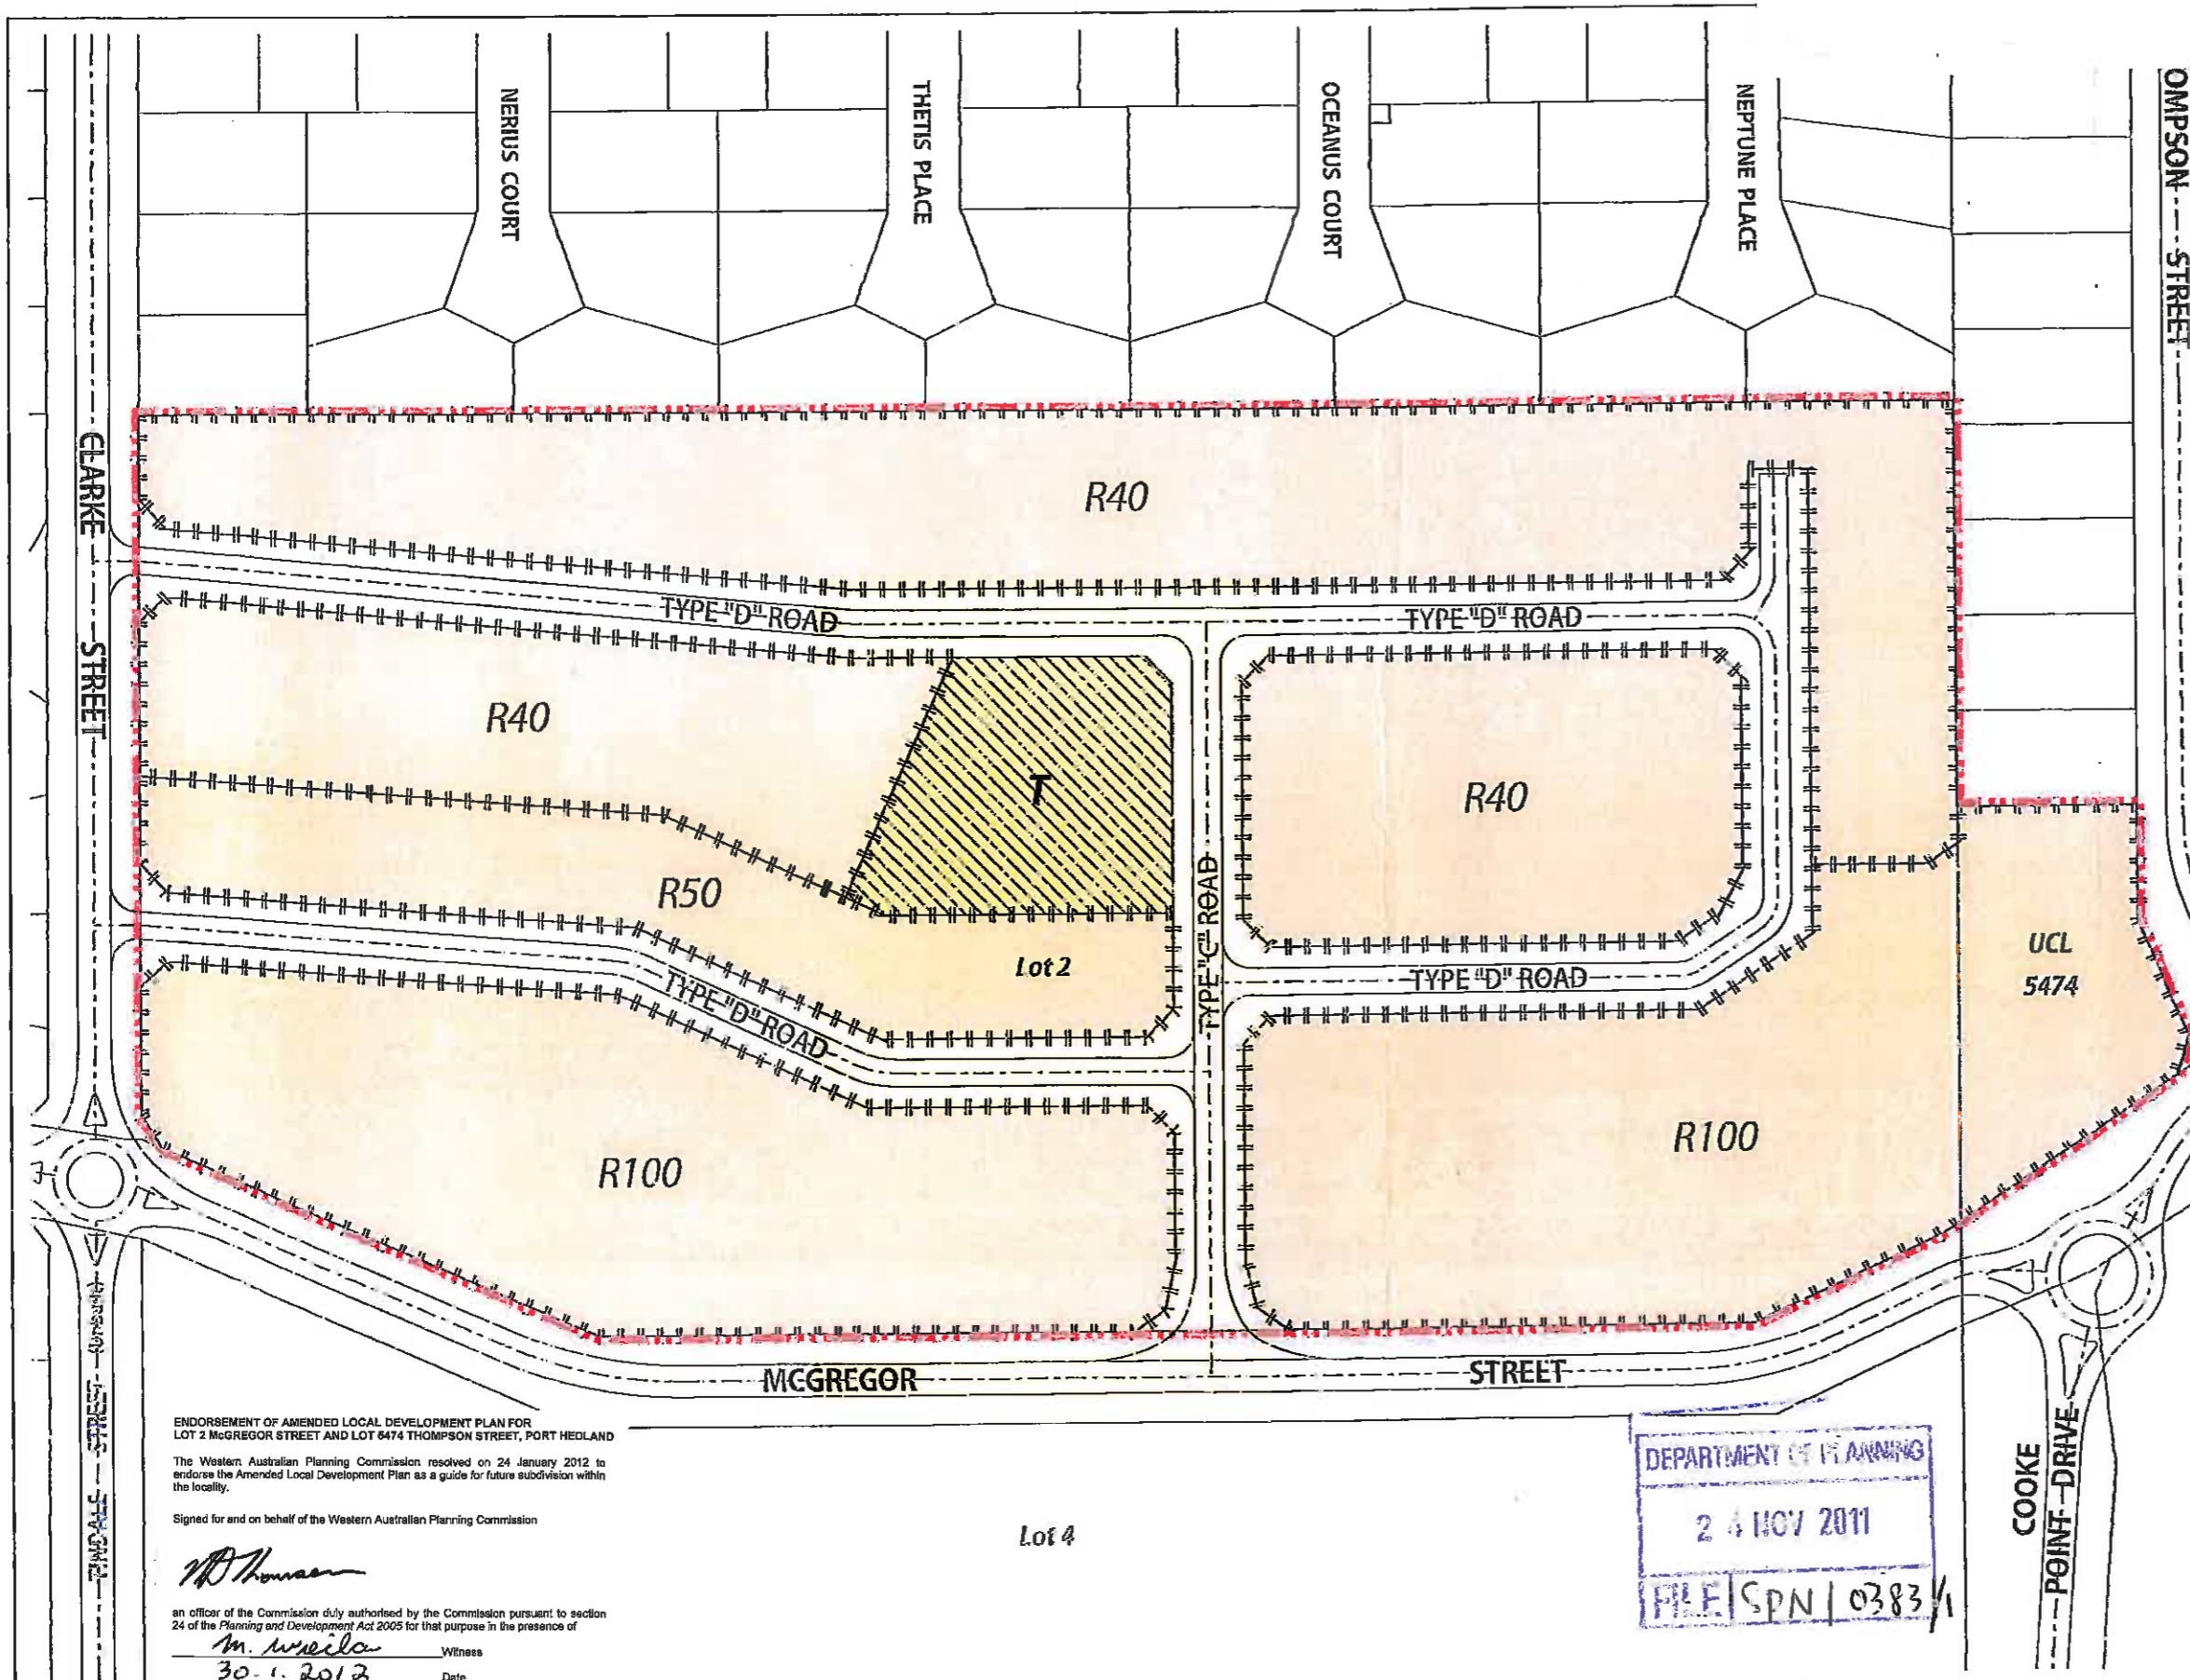 NERIUS COURT
THETIS PLACE
OCEANUS COURT
NEPTUNE PLACE
OMPSON STREET
CLARKE STREET
R40
TYPE "D" ROAD
TYPE "D" ROAD
R40
T
R40
R50
Lot 2
TYPE "C" ROAD
UCL
5474
TYPE "D" ROAD
TYPE "D" ROAD
R100
R100
MCGREGOR STREET
ENDORSEMENT OF AMENDED LOCAL DEVELOPMENT PLAN FOR
LOT 2 McGREGOR STREET AND LOT 5474 THOMPSON STREET, PORT HEDLAND
The Western Australian Planning Commission resolved on 24 January 2012 to
endorse the Amended Local Development Plan as a guide for future subdivision within
the locality.
Signed for and on behalf of the Western Australian Planning Commission
an officer of the Commission duly authorised by the Commission pursuant to section
24 of the Planning and Development Act 2005 for that purpose in the presence of
Witness
30-1-2012 Date
Lot 4
DEPARTMENT OF PLANNING
24 NOV 2011
FILE SPN/0383/1
COOKE
POINT DRIVE